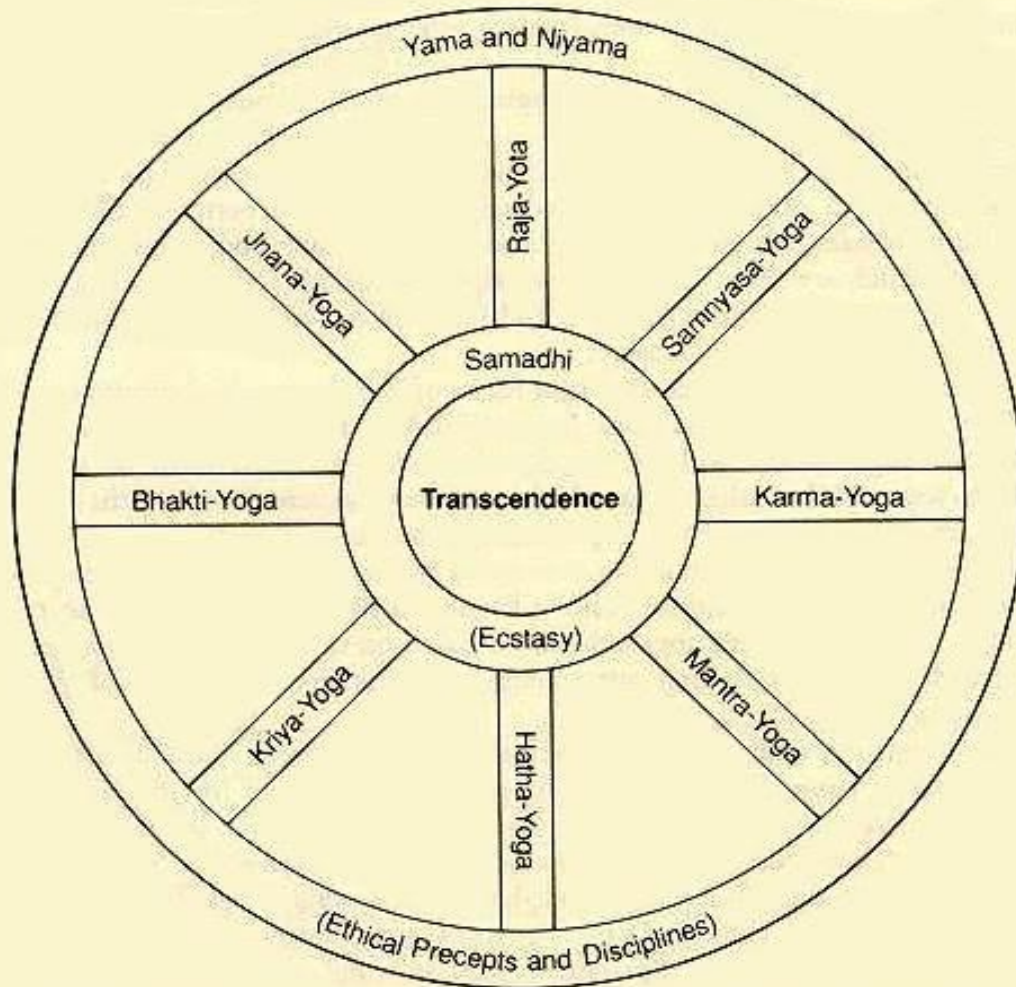 Yama and Niyama
Raja-Yota
Jnana-Yoga
Samnyasa-Yoga
Samadhi
Bhakti-Yoga
Transcendence
Karma-Yoga
(Ecstasy)
Kriya-Yoga
Mantra-Yoga
Hatha-Yoga
(Ethical Precepts and Disciplines)